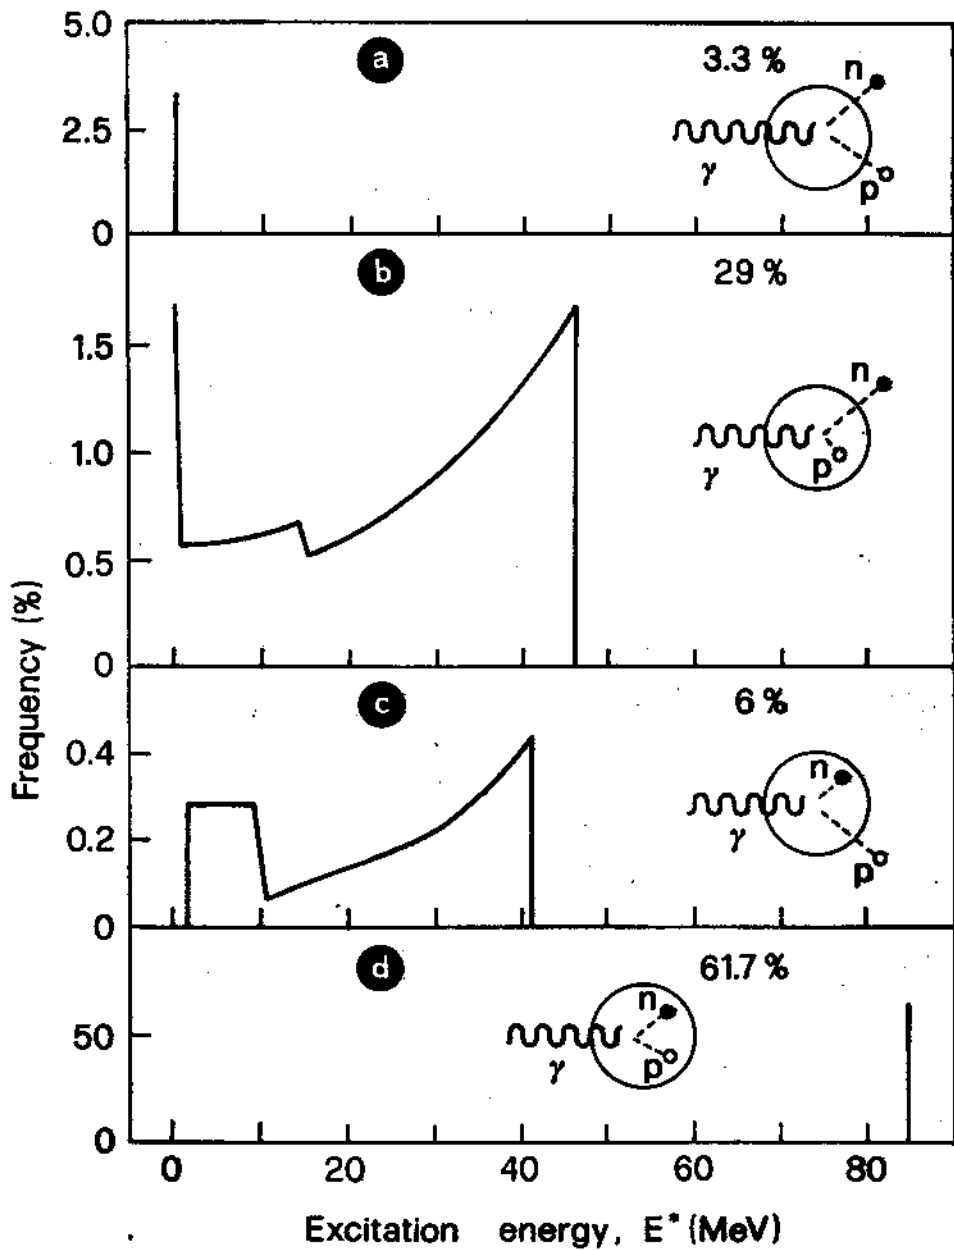 5.0
a
3.3 %
n
2.5
γ
p
0
b
29 %
1.5
n
1.0
γ
p
0.5
0
c
6 %
0.4
n
γ
0.2
p
0
d
61.7 %
n
50
γ
p
0
0 20 40 60 80
Frequency (%)
Excitation energy, E* (MeV)